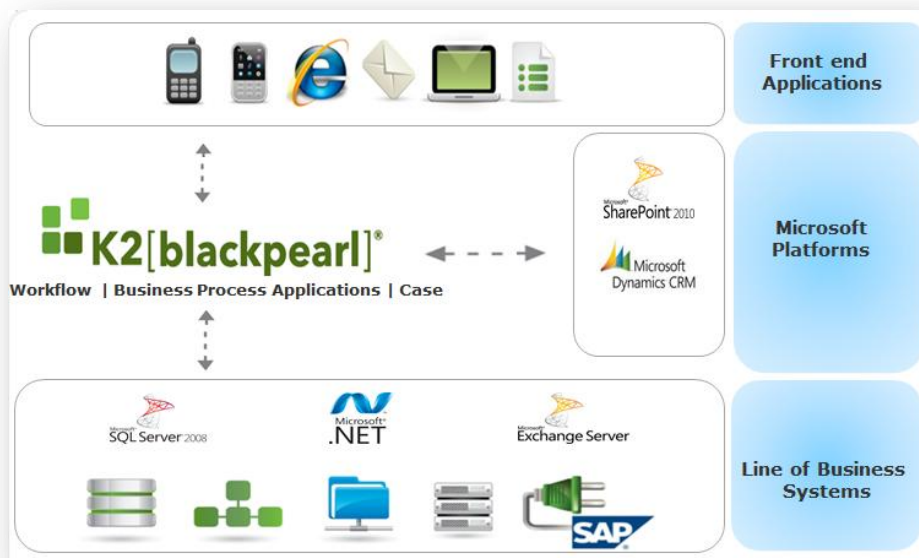 Front end
Applications
Microsoft®
SharePoint® 2010
Microsoft
Dynamics CRM
Microsoft
Platforms
K2[blackpearl]®
Workflow | Business Process Applications | Case
Microsoft®
SQL Server® 2008
Microsoft®
.NET
Microsoft®
Exchange Server
Line of Business
Systems
SAP